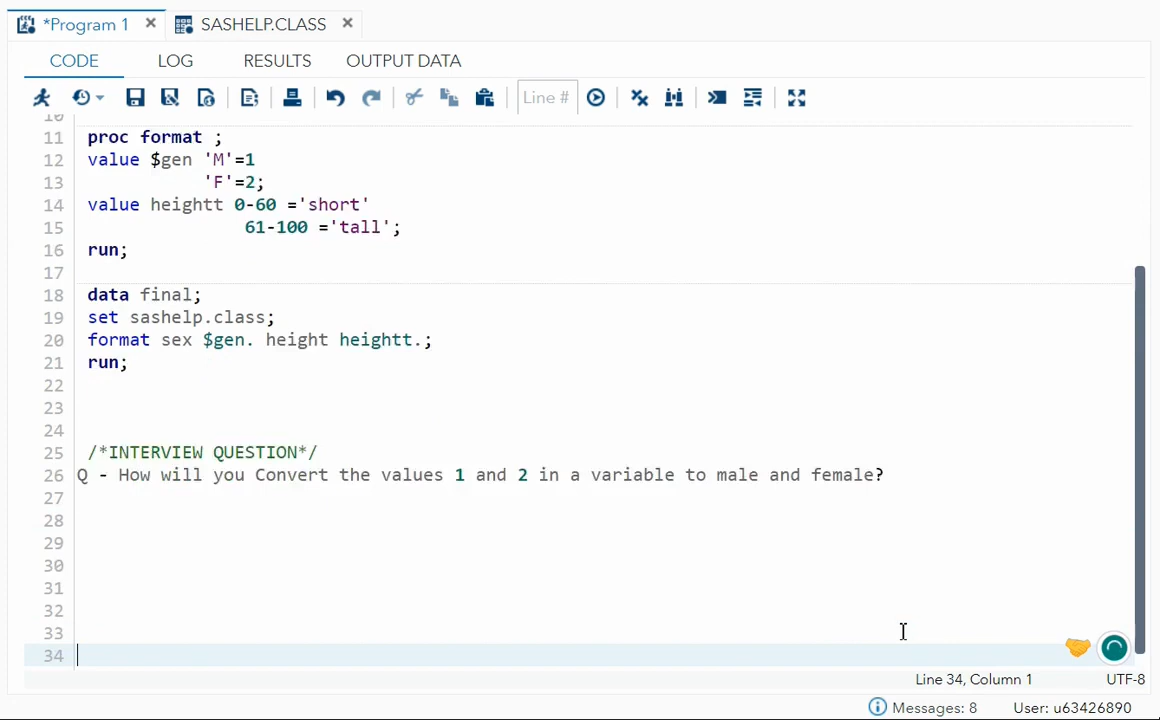 *Program 1 × SASHELP.CLASS ×
CODE LOG RESULTS OUTPUT DATA
Line #
10
11 proc format ;
12 value $gen 'M'=1
13 'F'=2;
14 value heightt 0-60 ='short'
15 61-100 ='tall';
16 run;
17
18 data final;
19 set sashelp.class;
20 format sex $gen. height heightt.;
21 run;
22
23
24
25 /*INTERVIEW QUESTION*/
26 Q - How will you Convert the values 1 and 2 in a variable to male and female?
27
28
29
30
31
32
33
34
Line 34, Column 1 UTF-8
Messages: 8 User: u63426890